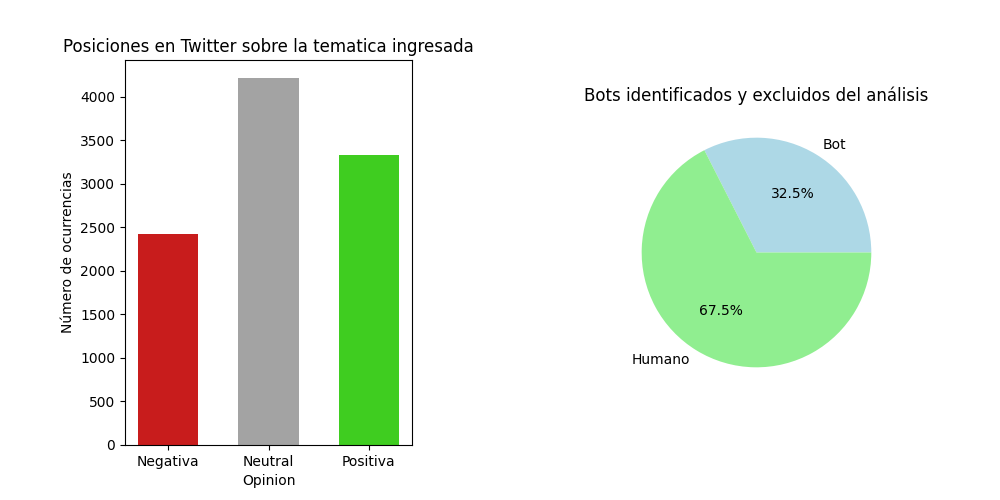 Posiciones en Twitter sobre la tematica ingresada
Número de ocurrencias
4000
3500
3000
2500
2000
1500
1000
500
0
Negativa
Neutral
Positiva
Opinion
Bots identificados y excluidos del análisis
Bot
32.5%
67.5%
Humano